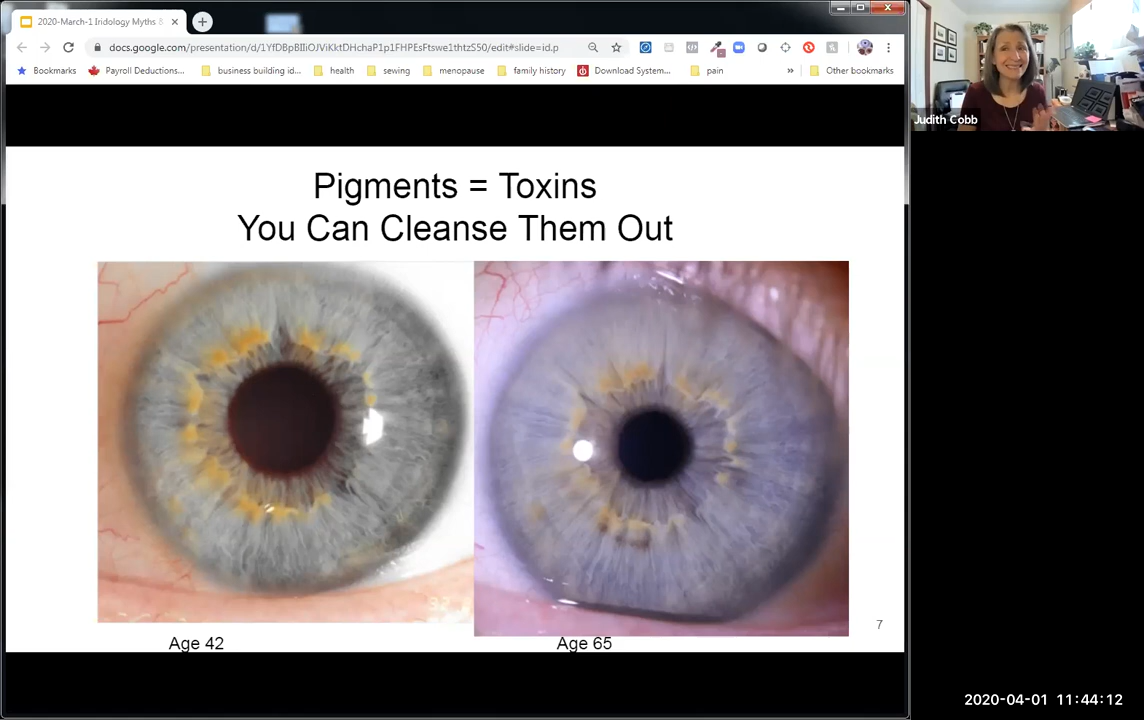 2020-March-1 Iridology Myths &
docs.google.com/presentation/d/1YfDBpBIIiOJViKktDHchaP1p1FHPEsFtswe1thtzS50/edit#slide=id.p
Bookmarks
Payroll Deductions...
business building id...
health
sewing
menopause
family history
Download System...
pain
»
Other bookmarks
Judith Cobb
Pigments = Toxins
You Can Cleanse Them Out
7
Age 42
Age 65
2020-04-01 11:44:12